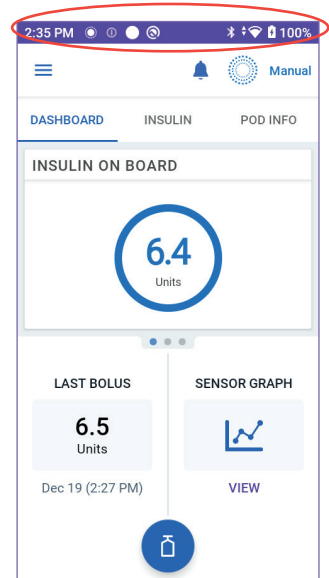 2:35 PM 100%
Manual
DASHBOARD INSULIN POD INFO
INSULIN ON BOARD
6.4
Units
LAST BOLUS SENSOR GRAPH
6.5
Units
Dec 19 (2:27 PM) VIEW